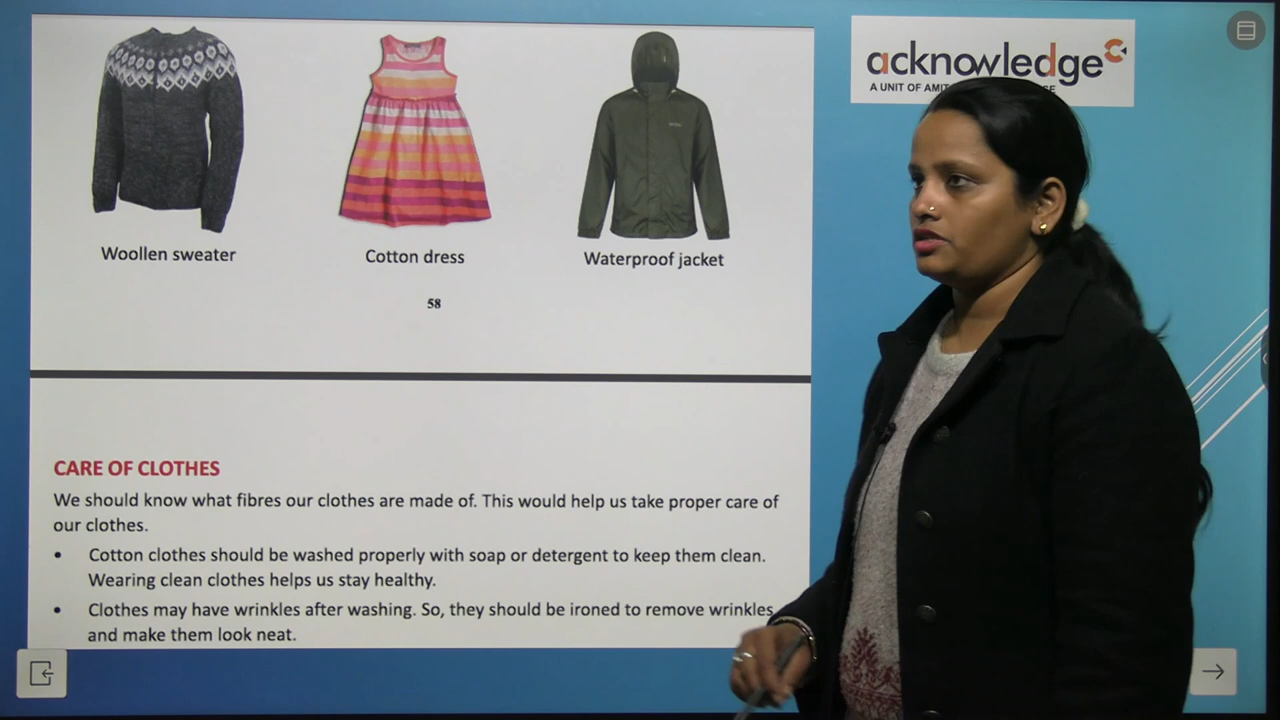 acknowledge
A UNIT OF
Woollen sweater
Cotton dress
Waterproof jacket
58
CARE OF CLOTHES
We should know what fibres our clothes are made of. This would help us take proper care of
our clothes.
• Cotton clothes should be washed properly with soap or detergent to keep them clean.
Wearing clean clothes helps us stay healthy.
• Clothes may have wrinkles after washing. So, they should be ironed to remove wrinkles
and make them look neat.